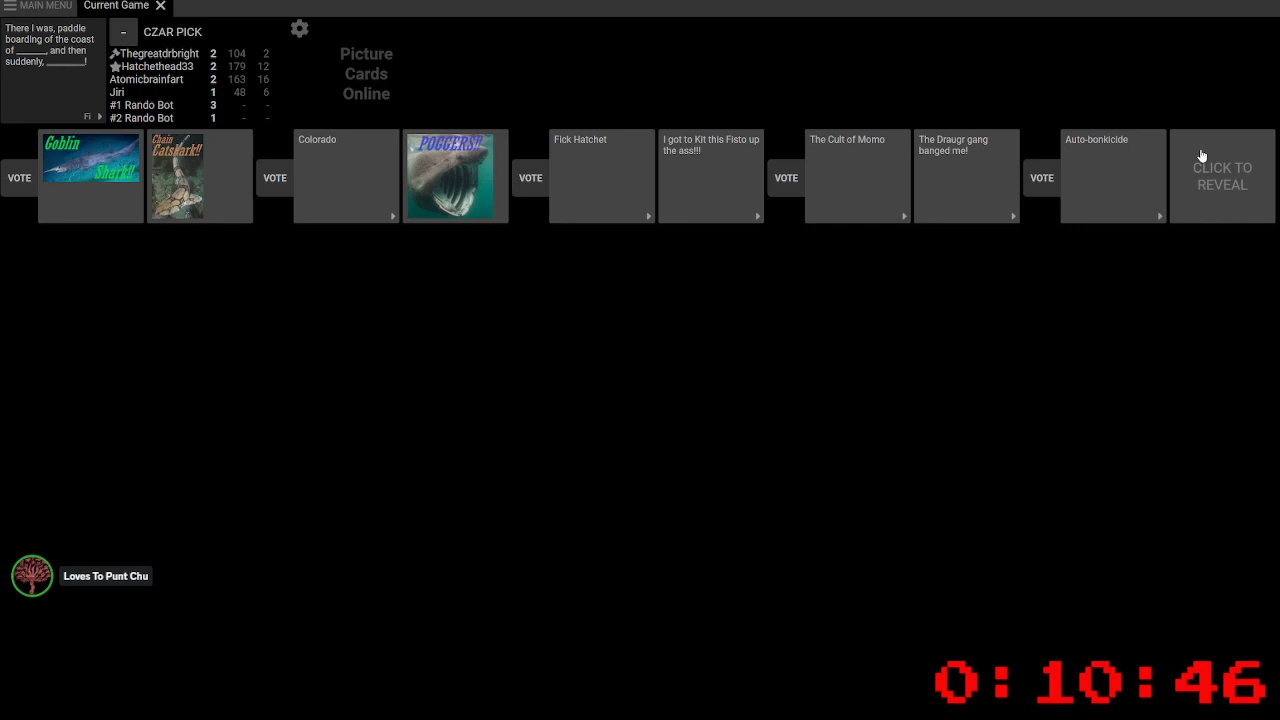 MAIN MENU
Current Game
There I was, paddle
boarding of the coast
of ______, and then
suddenly, ________!
Fi
-
CZAR PICK
Thegreatdrbright 2 104 2
Hatchethead33 2 179 12
Atomicbrainfart 2 163 16
Jiri 1 48 6
#1 Rando Bot 3 - -
#2 Rando Bot 1 - -
Picture
Cards
Online
VOTE
Goblin
Shark!!
Chain
Catshark!!
VOTE
Colorado
POGGERS!!
VOTE
Fick Hatchet
I got to Kit this Fisto up
the ass!!!
VOTE
The Cult of Momo
The Draugr gang
banged me!
VOTE
Auto-bonkicide
CLICK TO
REVEAL
Loves To Punt Chu
0:10:46